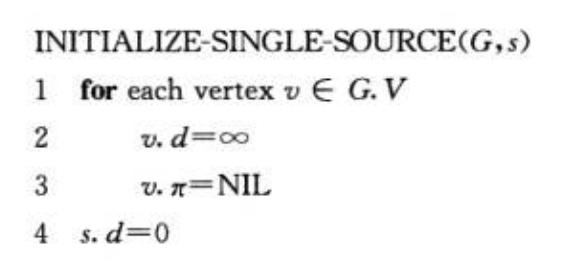 INITIALIZE-SINGLE-SOURCE(G,s)
1 for each vertex v ∈ G.V
2 v.d=∞
3 v.π=NIL
4 s.d=0